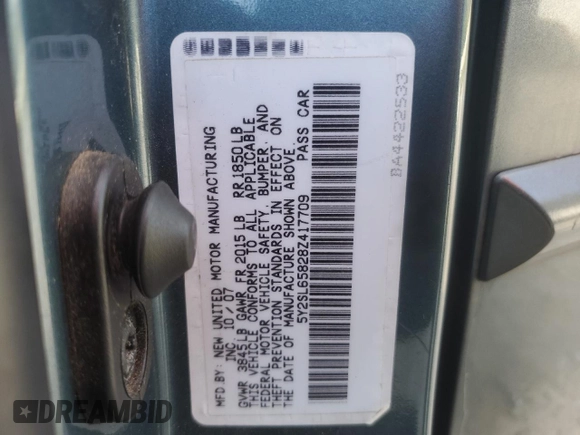 MFD.BY: NEW UNITED MOTOR MANUFACTURING
INC 10/07
GVWR 3845LB GAWR FR 2015LB RR 1850LB
THIS VEHICLE CONFORMS TO ALL APPLICABLE
FEDERAL MOTOR VEHICLE SAFETY, BUMPER, AND
THEFT PREVENTION STANDARDS IN EFFECT ON
THE DATE OF MANUFACTURE SHOWN ABOVE.
5Y2SL65828Z417709 PASS CAR
BA4422533
DREAMBID